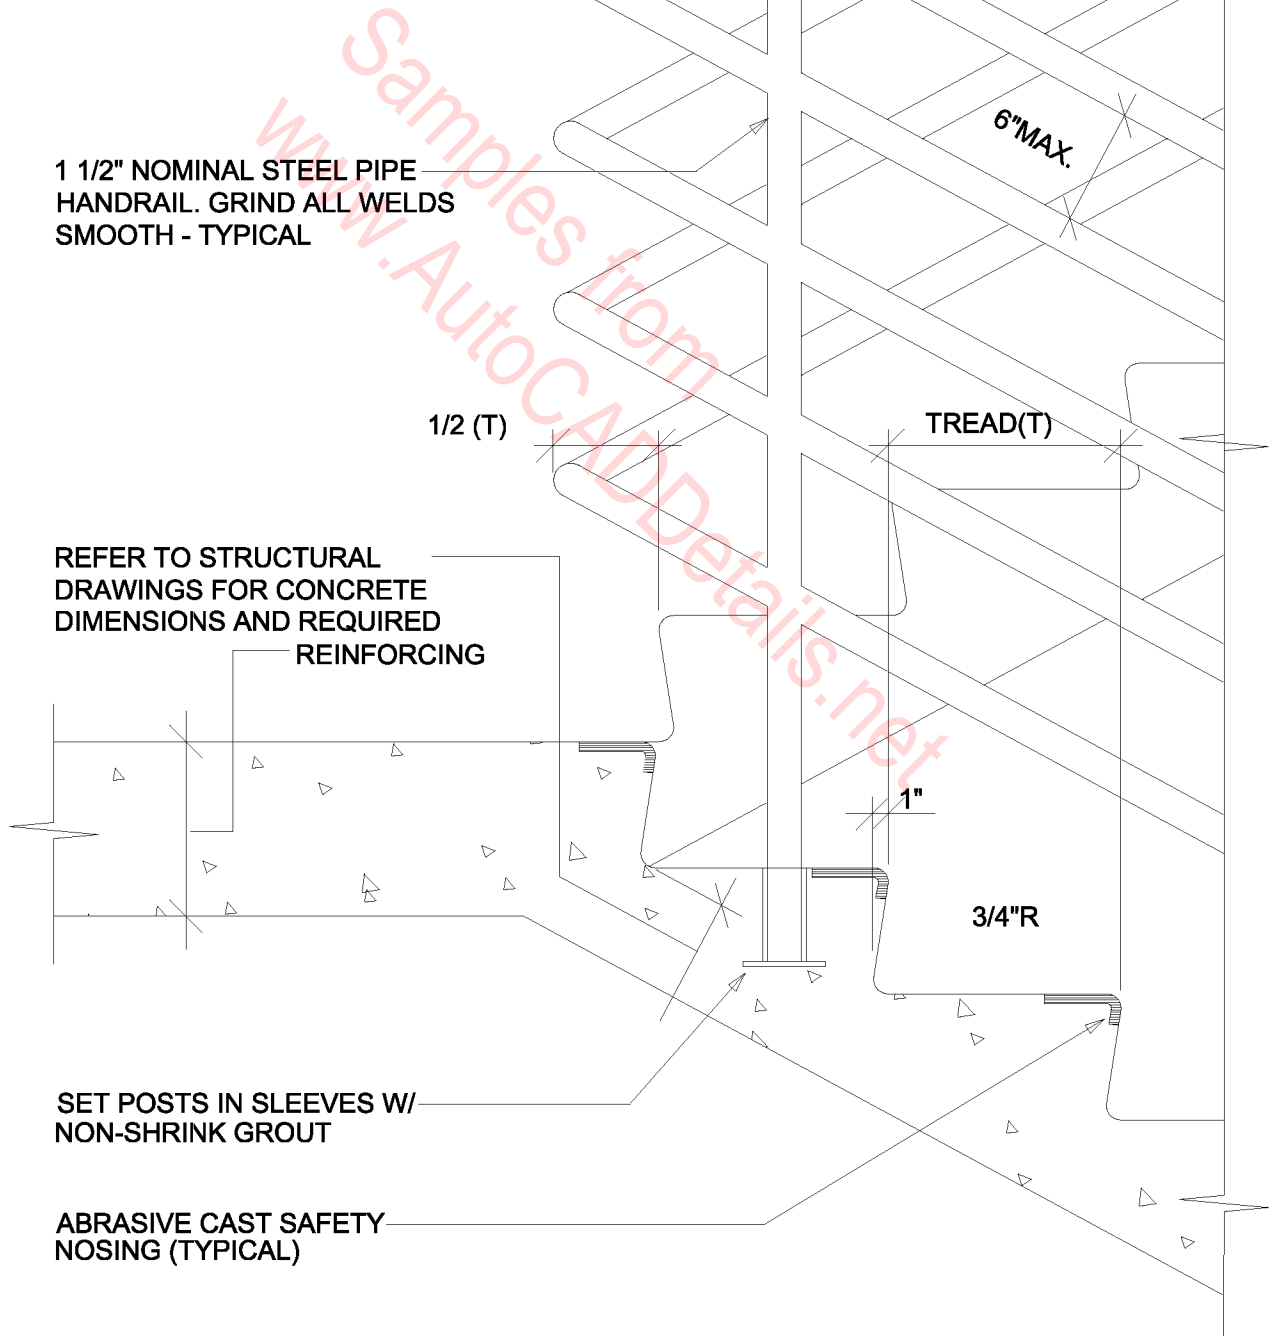 Samples from
www.AutoCADDetails.net
6"MAX.
1 1/2" NOMINAL STEEL PIPE
HANDRAIL. GRIND ALL WELDS
SMOOTH - TYPICAL
1/2 (T)
TREAD(T)
REFER TO STRUCTURAL
DRAWINGS FOR CONCRETE
DIMENSIONS AND REQUIRED
REINFORCING
1"
3/4"R
SET POSTS IN SLEEVES W/
NON-SHRINK GROUT
ABRASIVE CAST SAFETY
NOSING (TYPICAL)